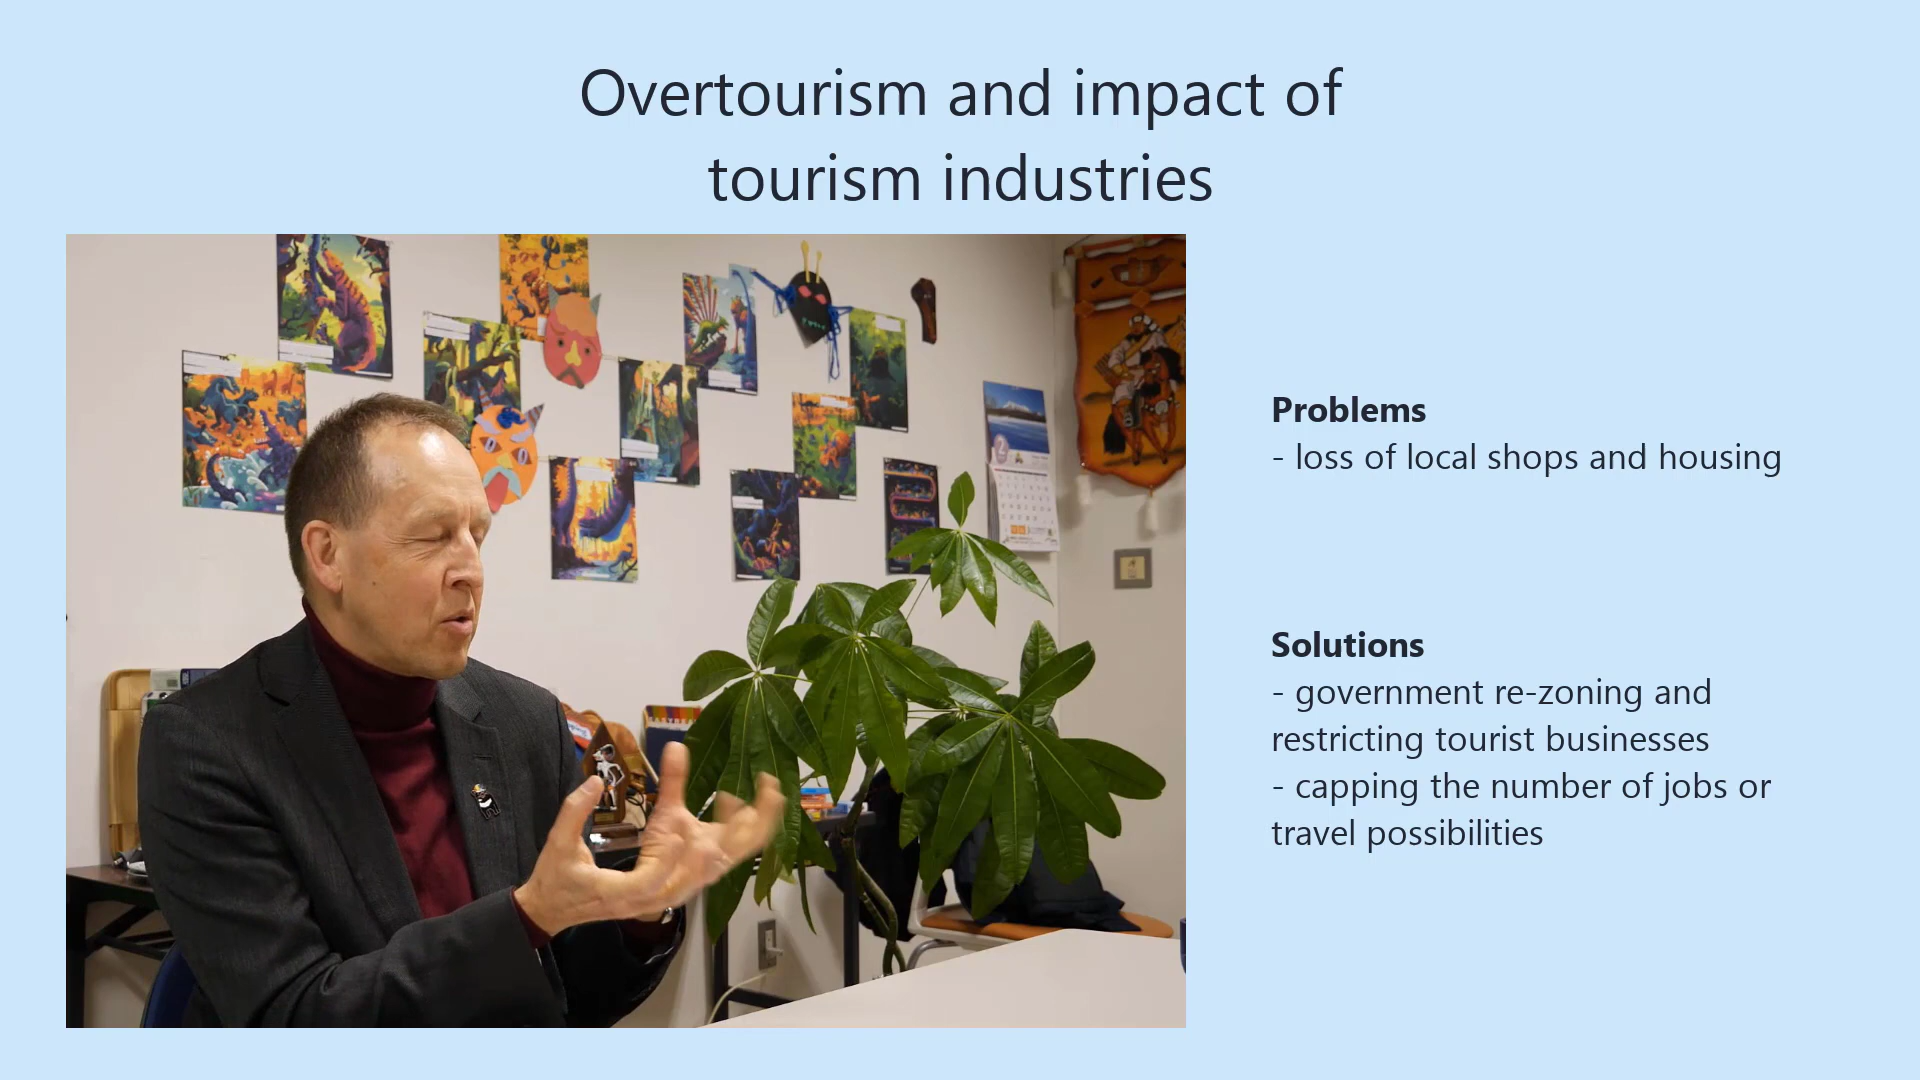 Overtourism and impact of
tourism industries
Problems
- loss of local shops and housing
Solutions
- government re-zoning and
restricting tourist businesses
- capping the number of jobs or
travel possibilities